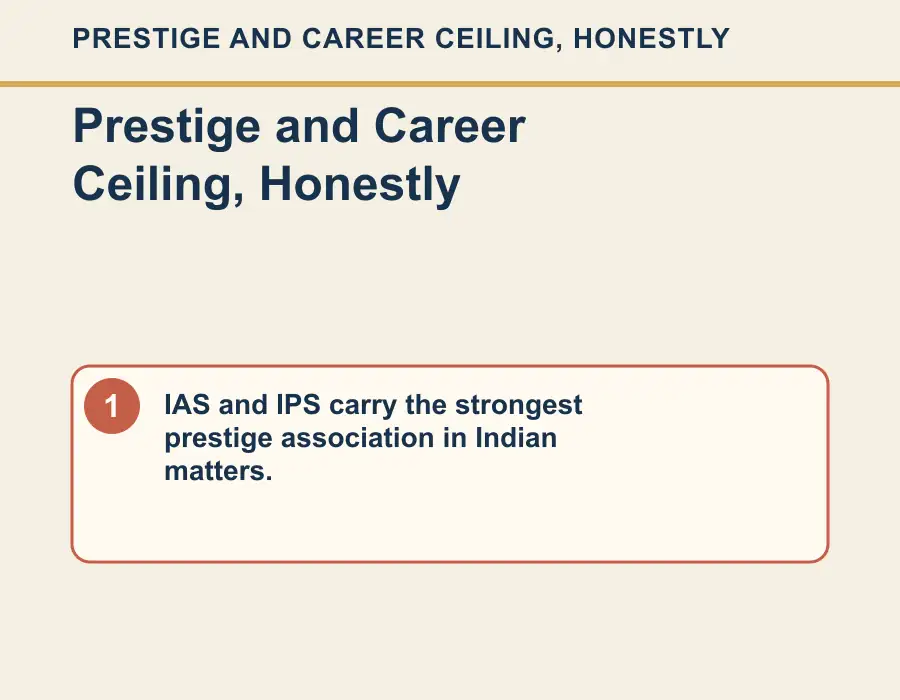 PRESTIGE AND CAREER CEILING, HONESTLY
Prestige and Career
Ceiling, Honestly
1
IAS and IPS carry the strongest
prestige association in Indian
matters.